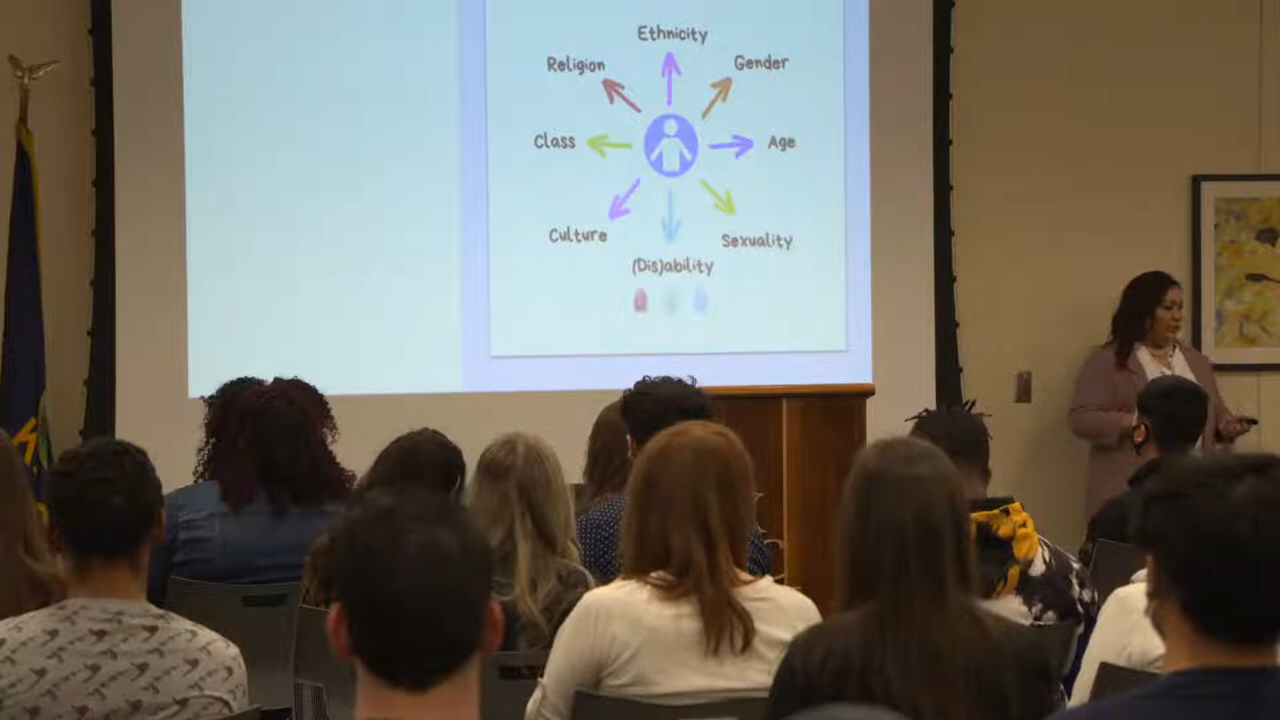 Ethnicity
Religion
Gender
Class
Age
Culture
Sexuality
(Dis)ability